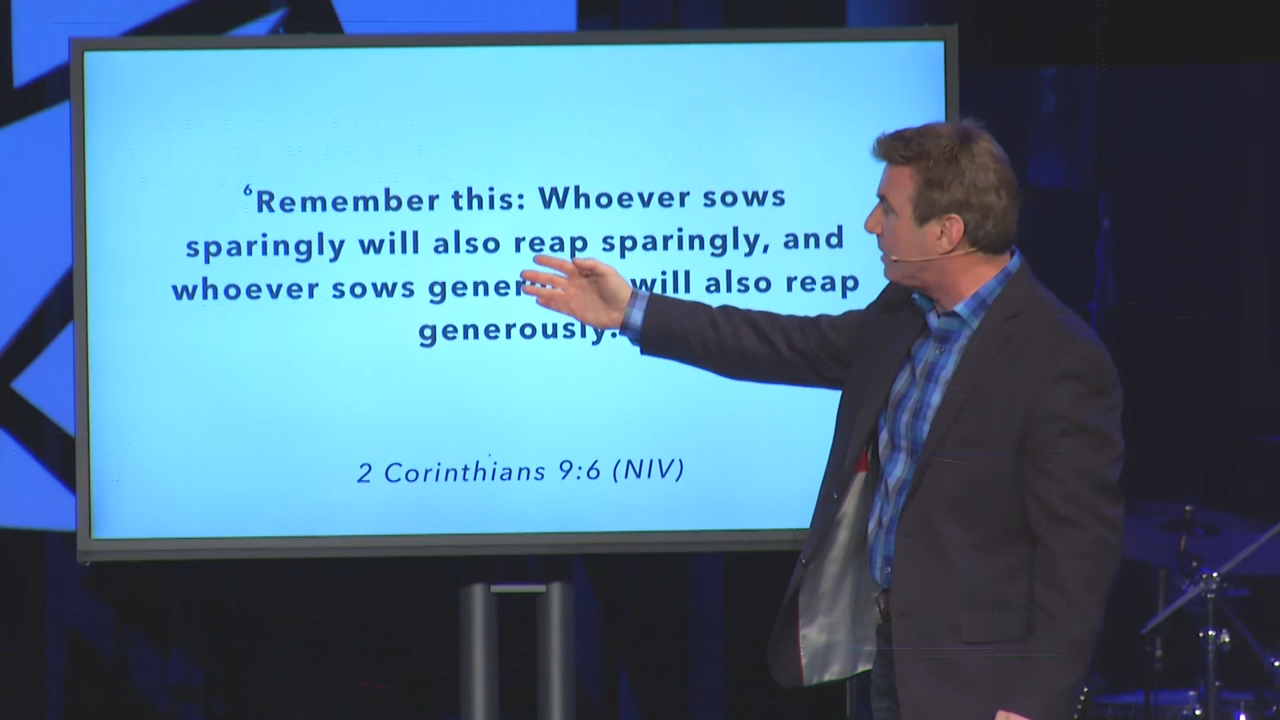 ⁶Remember this: Whoever sows
sparingly will also reap sparingly, and
whoever sows will also reap
generously.
2 Corinthians 9:6 (NIV)